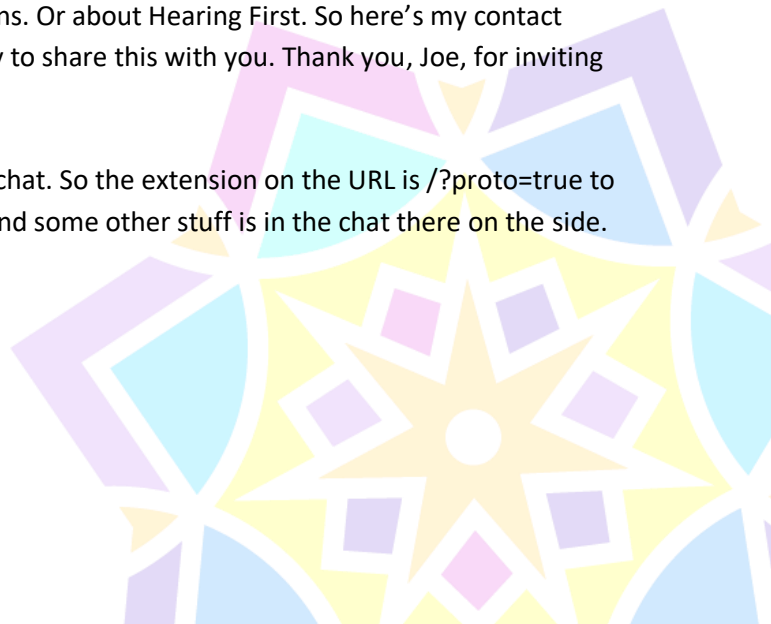 ns. Or about Hearing First. So here’s my contact
y to share this with you. Thank you, Joe, for inviting
chat. So the extension on the URL is /?proto=true to
nd some other stuff is in the chat there on the side.